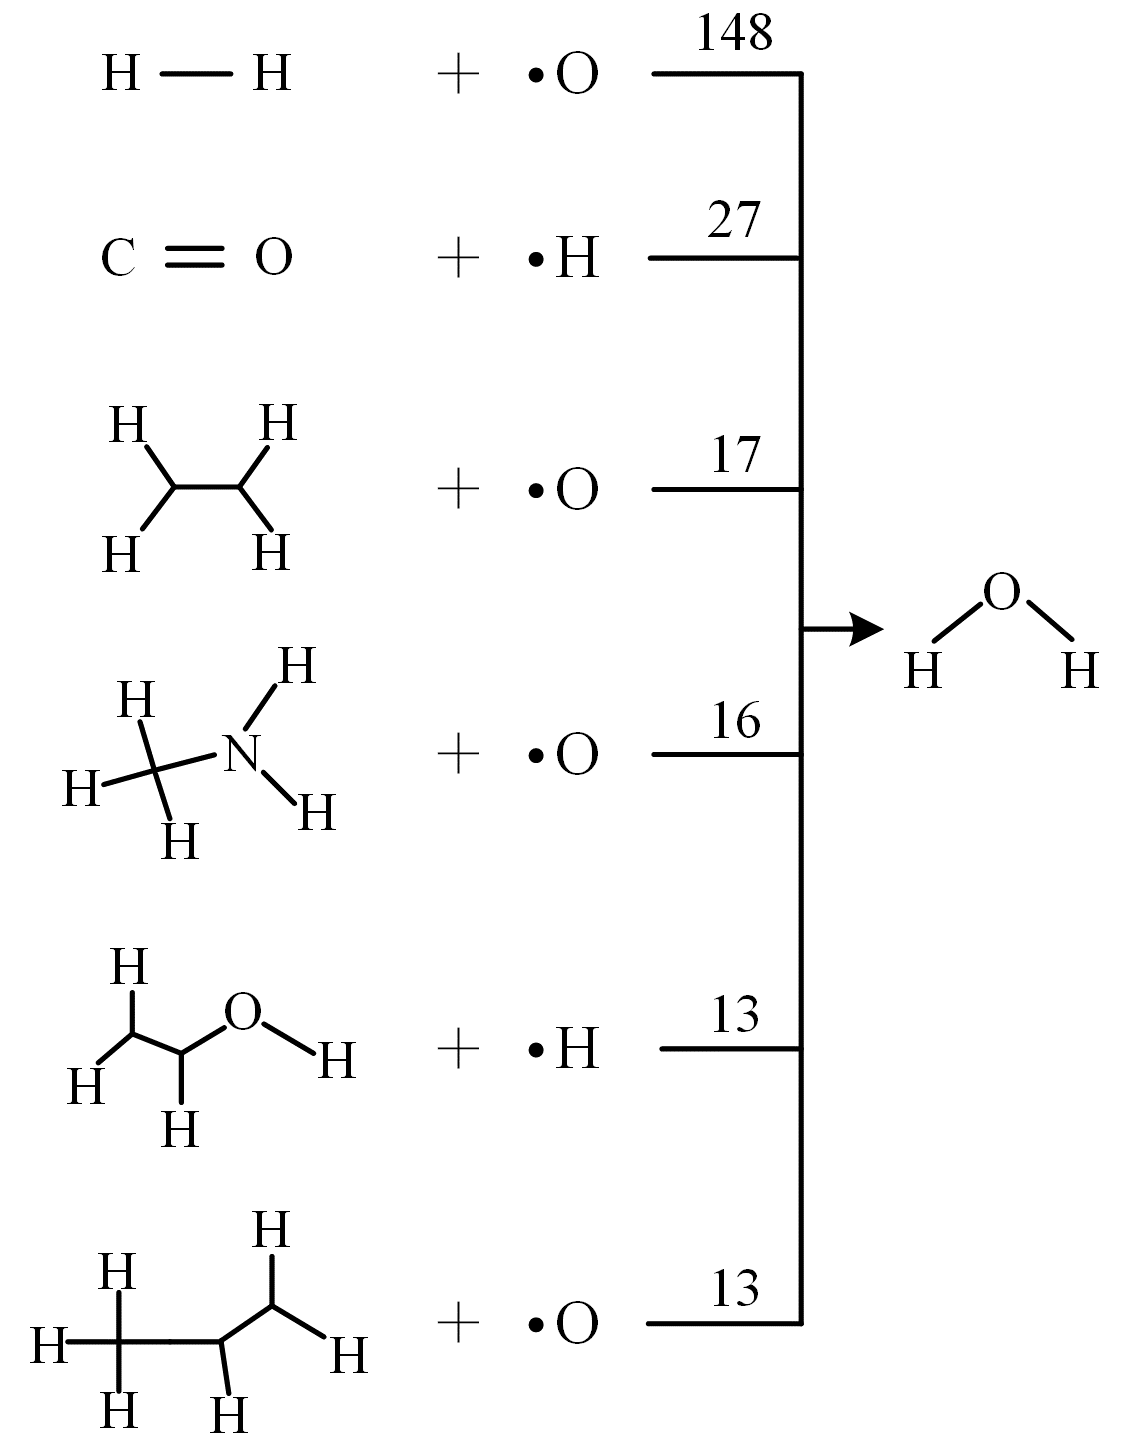 148
H H + •O
27
C = O + •H
H H
17
+ •O
H H
O
H H
H
16
H N + •O
H H
H
H
13
O + •H
H H
H
H
H
13
+ •O
H H
H H